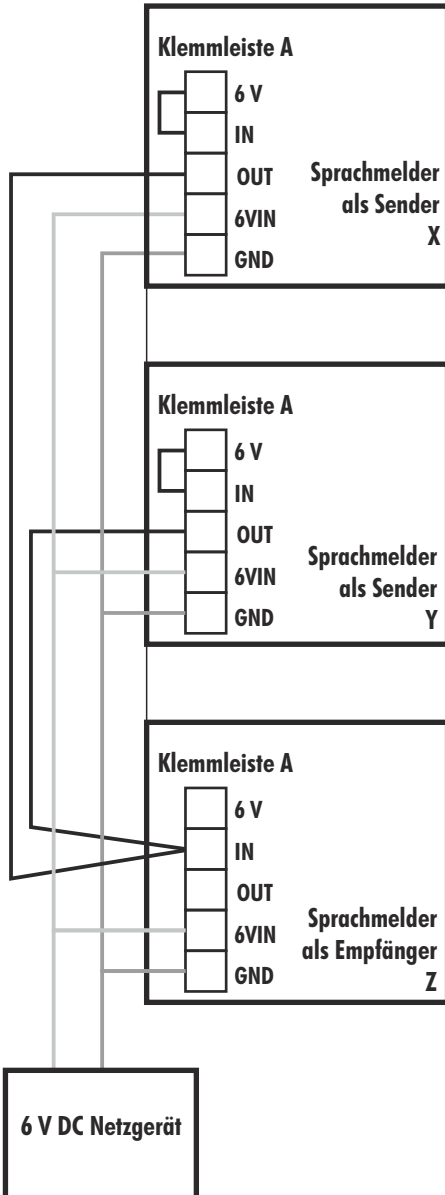 Klemmleiste A
6 V
IN
OUT
6VIN
GND
Sprachmelder
als Sender
X
Klemmleiste A
6 V
IN
OUT
6VIN
GND
Sprachmelder
als Sender
Y
Klemmleiste A
6 V
IN
OUT
6VIN
GND
Sprachmelder
als Empfänger
Z
6 V DC Netzgerät